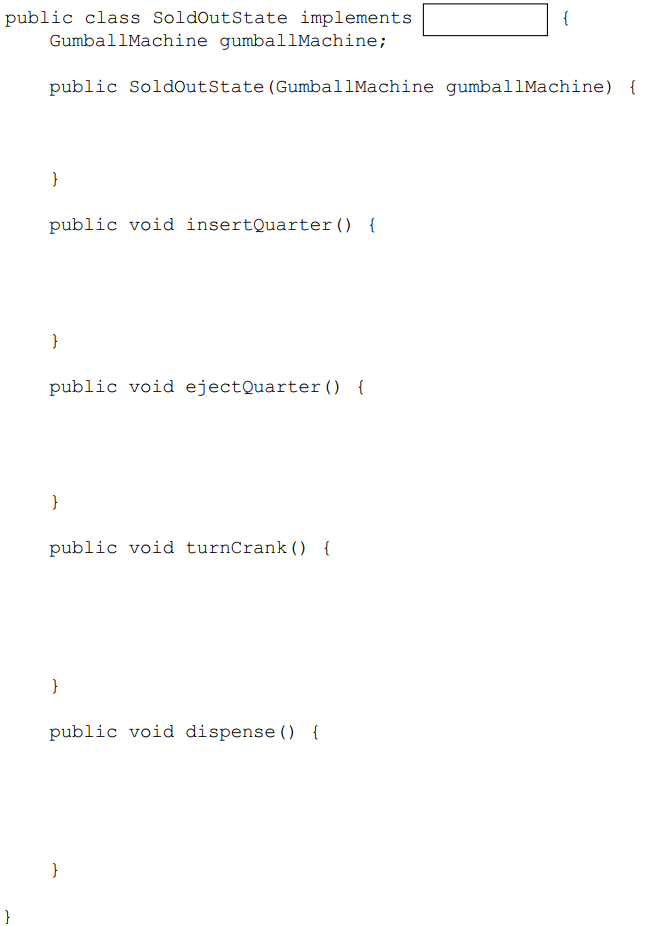 public class SoldOutState implements {
GumballMachine gumballMachine;
public SoldOutState(GumballMachine gumballMachine) {
}
public void insertQuarter() {
}
public void ejectQuarter() {
}
public void turnCrank() {
}
public void dispense() {
}
}